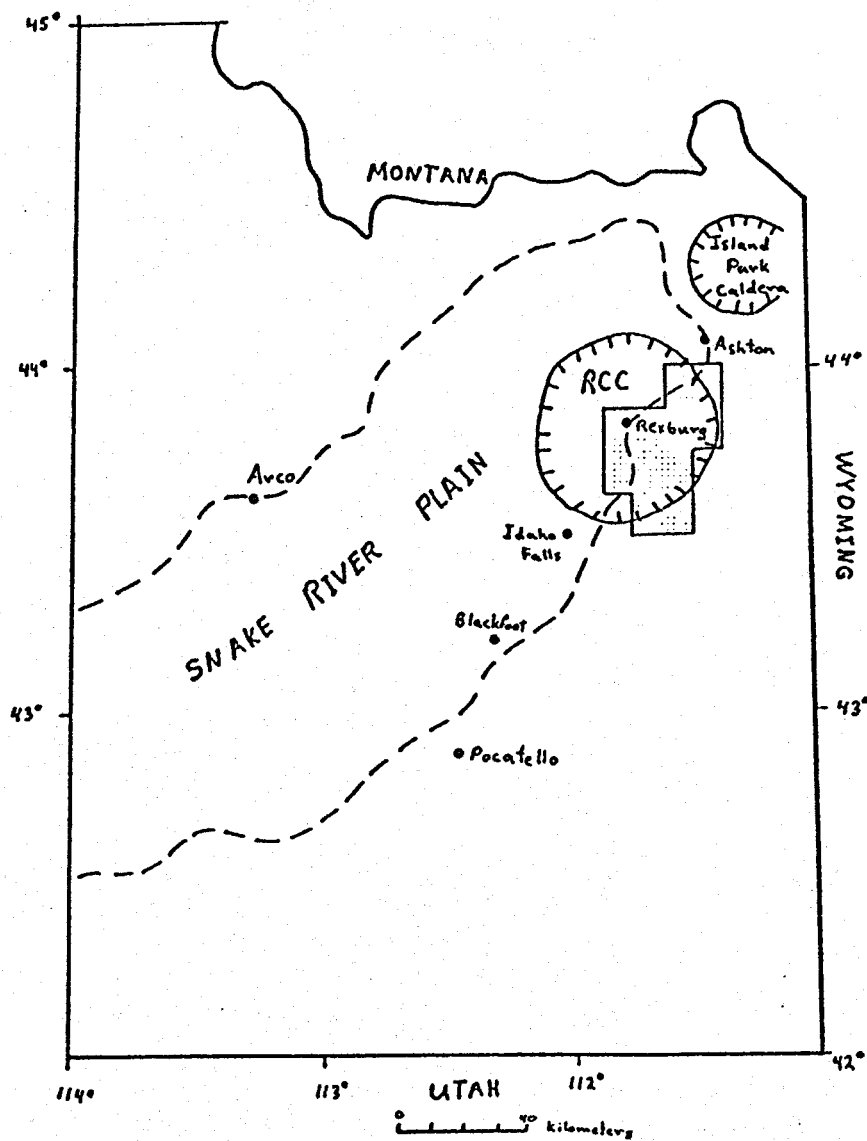 45°
MONTANA
Island
Park
Caldera
Ashton
44°
44°
RCC
Rexburg
Arco
SNAKE RIVER PLAIN
WYOMING
Idaho
Falls
Blackfoot
43°
43°
Pocatello
42°
114°
113°
UTAH
112°
0
40 kilometers